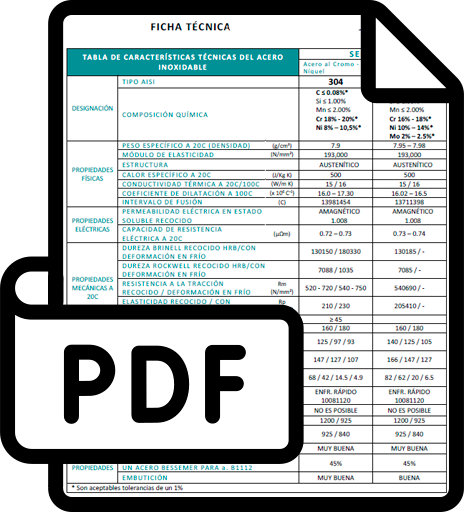 FICHA TÉCNICA
TABLA DE CARACTERÍSTICAS TÉCNICAS DEL ACERO INOXIDABLE
SE
Acero al Cromo -
Níquel
TIPO AISI 304
DESIGNACIÓN
COMPOSICIÓN QUÍMICA
C ≤ 0.08%*
Si ≤ 1.00%
Mn ≤ 2.00%
Cr 18% - 20%*
Ni 8% – 10,5%*
Mn ≤ 2.00%
Cr 16% - 18%*
Ni 10% – 14%*
Mo 2% – 2.5%*
PROPIEDADES
FÍSICAS
PESO ESPECÍFICO A 20C (DENSIDAD) (g/cm³) 7.9 7.95 – 7.98
MÓDULO DE ELASTICIDAD (N/mm²) 193,000 193,000
ESTRUCTURA AUSTENÍTICO AUSTENÍTICO
CALOR ESPECÍFICO A 20C (J/Kg K) 500 500
CONDUCTIVIDAD TÉRMICA A 20C/100C (W/m K) 15 / 16 15 / 16
COEFICIENTE DE DILATACIÓN A 100C (x 10⁶ C⁻¹) 16.0 – 17.30 16.02 – 16.5
INTERVALO DE FUSIÓN (C) 13981454 13711398
PROPIEDADES
ELÉCTRICAS
PERMEABILIDAD ELÉCTRICA EN ESTADO
SOLUBLE RECOCIDO
AMAGNÉTICO AMAGNÉTICO
1.008 1.008
CAPACIDAD DE RESISTENCIA
ELÉCTRICA A 20C
(μΩm) 0.72 – 0.73 0.73 – 0.74
PROPIEDADES
MECÁNICAS A
20C
DUREZA BRINELL RECOCIDO HRB/CON
DEFORMACIÓN EN FRÍO
130150 / 180330 130185 / -
DUREZA ROCKWELL RECOCIDO HRB/CON
DEFORMACIÓN EN FRÍO
7088 / 1035 7085 / -
RESISTENCIA A LA TRACCIÓN
RECOCIDO / DEFORMACIÓN EN FRÍO
Rm
(N/mm²)
520 - 720 / 540 - 750 540690 / -
ELASTICIDAD RECOCIDO / CON
Rp
210 / 230 205410 / -
≥ 45
160 / 180 160 / 180
125 / 97 / 93 140 / 125 / 105
147 / 127 / 107 166 / 147 / 127
68 / 42 / 14.5 / 4.9 82 / 62 / 20 / 6.5
ENFR. RÁPIDO ENFR. RÁPIDO
10081120 10081120
NO ES POSIBLE NO ES POSIBLE
1200 / 925 1200 / 925
925 / 840 925 / 840
MUY BUENA MUY BUENA
PROPIEDADES
UN ACERO BESSEMER PARA a. B1112 45% 45%
EMBUTICIÓN MUY BUENA BUENA
* Son aceptables tolerancias de un 1%
PDF